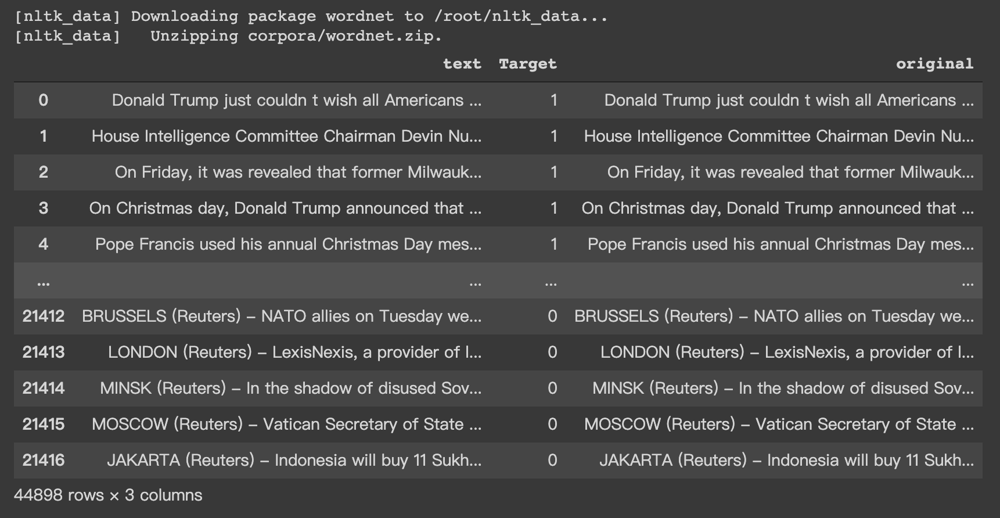 [nltk_data] Downloading package wordnet to /root/nltk_data...
[nltk_data]   Unzipping corpora/wordnet.zip.
text Target original
0 Donald Trump just couldn t wish all Americans ... 1 Donald Trump just couldn t wish all Americans ...
1 House Intelligence Committee Chairman Devin Nu... 1 House Intelligence Committee Chairman Devin Nu...
2 On Friday, it was revealed that former Milwauk... 1 On Friday, it was revealed that former Milwauk...
3 On Christmas day, Donald Trump announced that ... 1 On Christmas day, Donald Trump announced that ...
4 Pope Francis used his annual Christmas Day mes... 1 Pope Francis used his annual Christmas Day mes...
... ... ... ...
21412 BRUSSELS (Reuters) - NATO allies on Tuesday we... 0 BRUSSELS (Reuters) - NATO allies on Tuesday we...
21413 LONDON (Reuters) - LexisNexis, a provider of l... 0 LONDON (Reuters) - LexisNexis, a provider of l...
21414 MINSK (Reuters) - In the shadow of disused Sov... 0 MINSK (Reuters) - In the shadow of disused Sov...
21415 MOSCOW (Reuters) - Vatican Secretary of State ... 0 MOSCOW (Reuters) - Vatican Secretary of State ...
21416 JAKARTA (Reuters) - Indonesia will buy 11 Sukh... 0 JAKARTA (Reuters) - Indonesia will buy 11 Sukh...
44898 rows × 3 columns